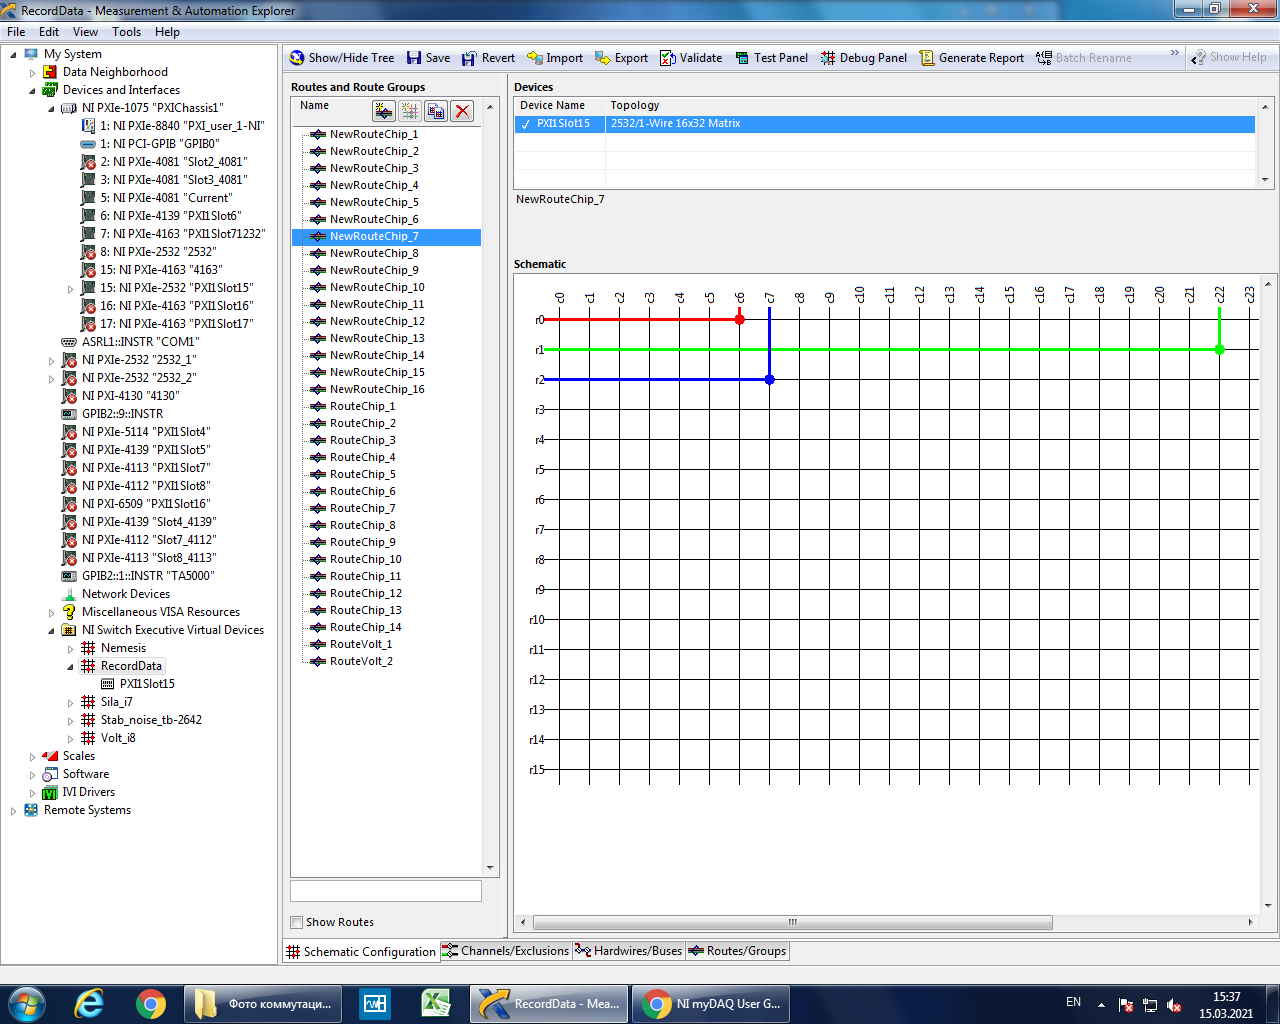 RecordData - Measurement & Automation Explorer
File Edit View Tools Help
My System
Data Neighborhood
Devices and Interfaces
NI PXIe-1075 "PXIChassis1"
1: NI PXIe-8840 "PXI_user_1-NI"
1: NI PCI-GPIB "GPIB0"
2: NI PXIe-4081 "Slot2_4081"
3: NI PXIe-4081 "Slot3_4081"
5: NI PXIe-4081 "Current"
6: NI PXIe-4139 "PXI1Slot6"
7: NI PXIe-4163 "PXI1Slot71232"
8: NI PXIe-2532 "2532"
15: NI PXIe-4163 "4163"
15: NI PXIe-2532 "PXI1Slot15"
16: NI PXIe-4163 "PXI1Slot16"
17: NI PXIe-4163 "PXI1Slot17"
ASRL1::INSTR "COM1"
NI PXIe-2532 "2532_1"
NI PXIe-2532 "2532_2"
NI PXI-4130 "4130"
GPIB2::9::INSTR
NI PXIe-5114 "PXI1Slot4"
NI PXIe-4139 "PXI1Slot5"
NI PXIe-4113 "PXI1Slot7"
NI PXIe-4112 "PXI1Slot8"
NI PXI-6509 "PXI1Slot16"
NI PXIe-4139 "Slot4_4139"
NI PXIe-4112 "Slot7_4112"
NI PXIe-4113 "Slot8_4113"
GPIB2::1::INSTR "TA5000"
Network Devices
Miscellaneous VISA Resources
NI Switch Executive Virtual Devices
Nemesis
RecordData
PXI1Slot15
Sila_i7
Stab_noise_tb-2642
Volt_i8
Scales
Software
IVI Drivers
Remote Systems
Show/Hide Tree Save Revert Import Export Validate Test Panel Debug Panel Generate Report Batch Rename » Show Help
Routes and Route Groups
Name
NewRouteChip_1
NewRouteChip_2
NewRouteChip_3
NewRouteChip_4
NewRouteChip_5
NewRouteChip_6
NewRouteChip_7
NewRouteChip_8
NewRouteChip_9
NewRouteChip_10
NewRouteChip_11
NewRouteChip_12
NewRouteChip_13
NewRouteChip_14
NewRouteChip_15
NewRouteChip_16
RouteChip_1
RouteChip_2
RouteChip_3
RouteChip_4
RouteChip_5
RouteChip_6
RouteChip_7
RouteChip_8
RouteChip_9
RouteChip_10
RouteChip_11
RouteChip_12
RouteChip_13
RouteChip_14
RouteVolt_1
RouteVolt_2
Show Routes
Devices
Device Name Topology
PXI1Slot15 2532/1-Wire 16x32 Matrix
NewRouteChip_7
Schematic
c0 c1 c2 c3 c4 c5 c6 c7 c8 c9 c10 c11 c12 c13 c14 c15 c16 c17 c18 c19 c20 c21 c22 c23
r0
r1
r2
r3
r4
r5
r6
r7
r8
r9
r10
r11
r12
r13
r14
r15
Schematic Configuration Channels/Exclusions Hardwires/Buses Routes/Groups
Фото коммутаци... RecordData - Mea... NI myDAQ User G... EN 15:37
15.03.2021